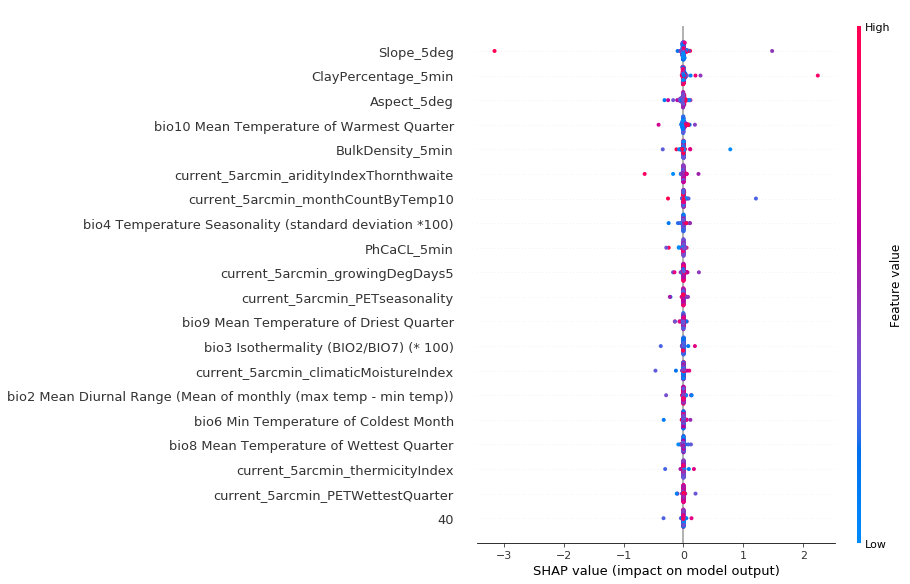 High
Slope_5deg
ClayPercentage_5min
Aspect_5deg
bio10 Mean Temperature of Warmest Quarter
BulkDensity_5min
current_5arcmin_aridityIndexThornthwaite
current_5arcmin_monthCountByTemp10
bio4 Temperature Seasonality (standard deviation *100)
PhCaCL_5min
current_5arcmin_growingDegDays5
current_5arcmin_PETseasonality
bio9 Mean Temperature of Driest Quarter
bio3 Isothermality (BIO2/BIO7) (* 100)
current_5arcmin_climaticMoistureIndex
bio2 Mean Diurnal Range (Mean of monthly (max temp - min temp))
bio6 Min Temperature of Coldest Month
bio8 Mean Temperature of Wettest Quarter
current_5arcmin_thermicityIndex
current_5arcmin_PETWettestQuarter
40
Feature value
Low
−3 −2 −1 0 1 2
SHAP value (impact on model output)